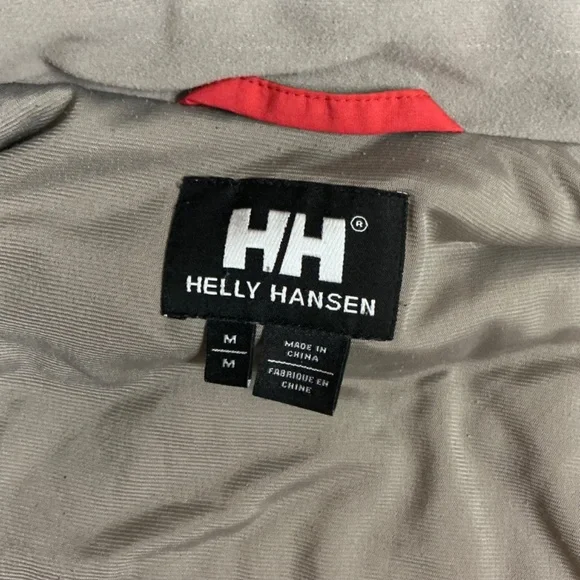 HH®
HELLY HANSEN
M
M
MADE IN
CHINA
FABRIQUE EN
CHINE